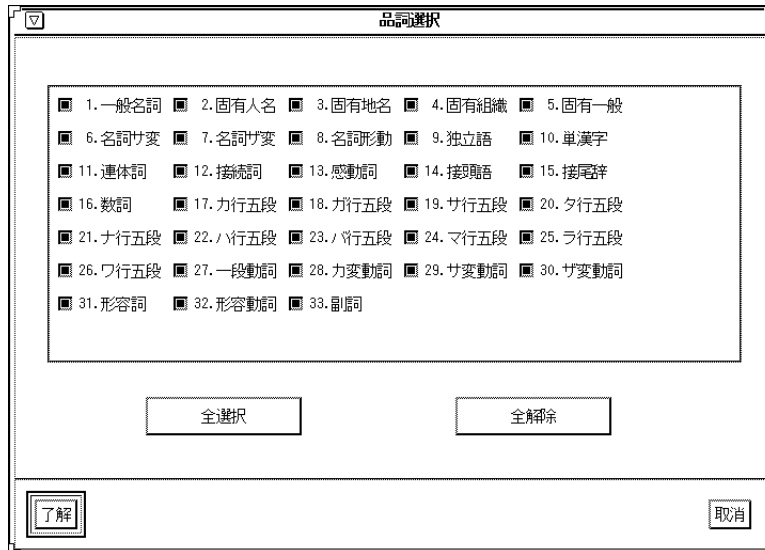 品詞選択
1.一般名詞 2.固有人名 3.固有地名 4.固有組織 5.固有一般
6.名詞サ変 7.名詞ザ変 8.名詞形動 9.独立語 10.単漢字
11.連体詞 12.接続詞 13.感動詞 14.接頭語 15.接尾辞
16.数詞 17.カ行五段 18.ガ行五段 19.サ行五段 20.タ行五段
21.ナ行五段 22.ハ行五段 23.バ行五段 24.マ行五段 25.ラ行五段
26.ワ行五段 27.一段動詞 28.カ変動詞 29.サ変動詞 30.ザ変動詞
31.形容詞 32.形容動詞 33.副詞
全選択 全解除
了解 取消